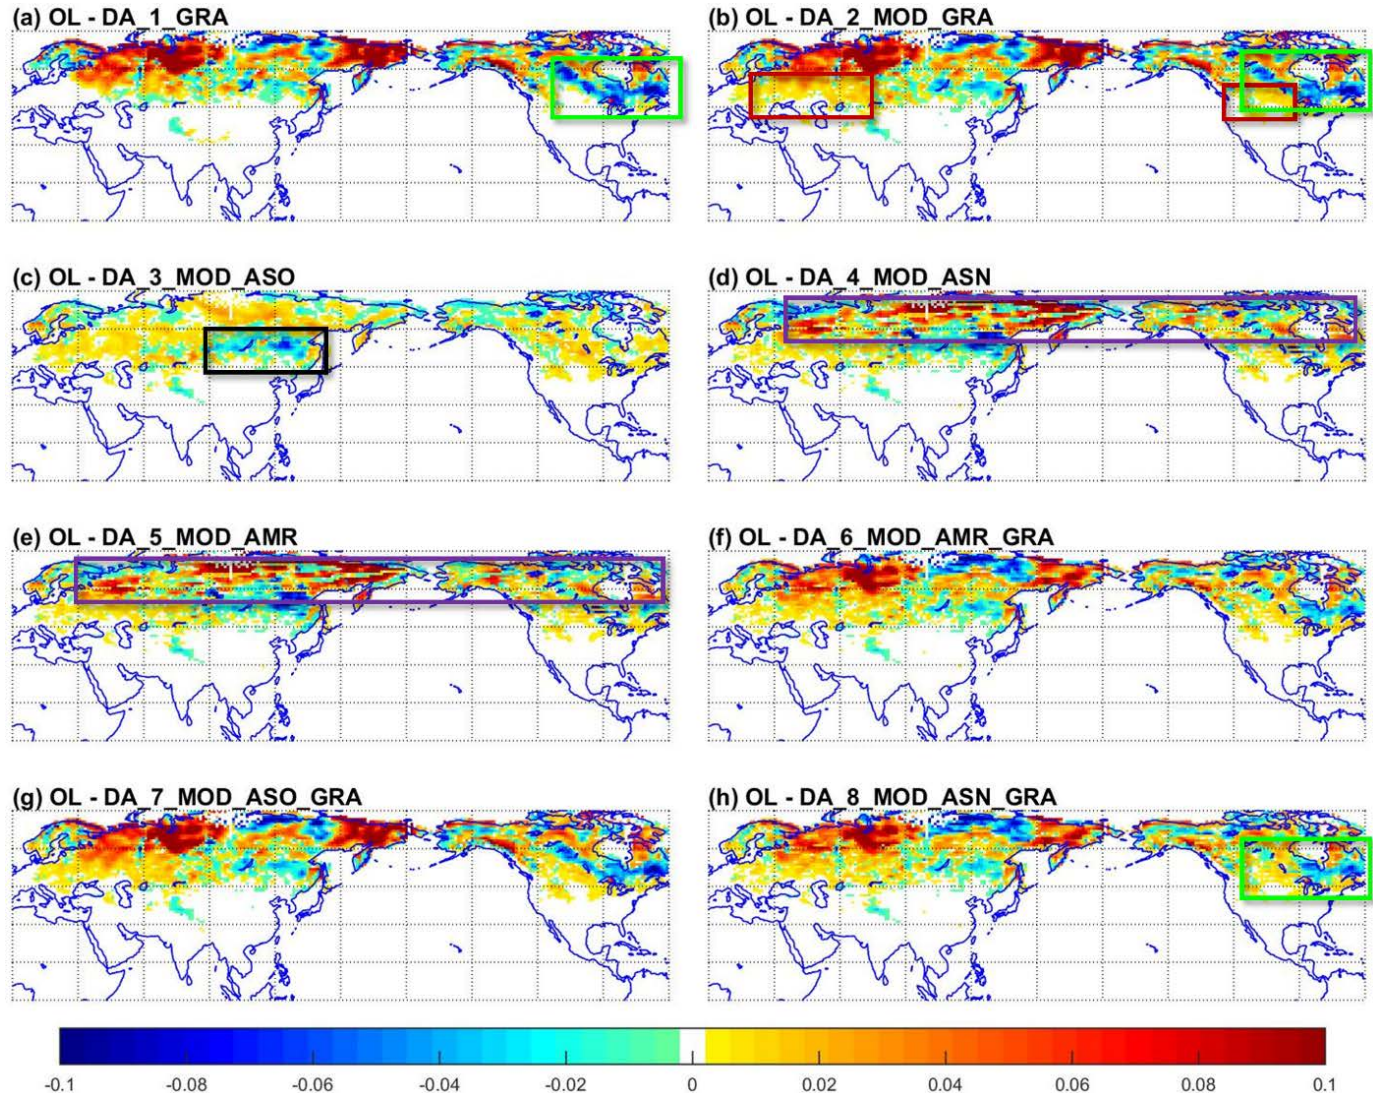 (a) OL - DA_1_GRA
(b) OL - DA_2_MOD_GRA
(c) OL - DA_3_MOD_ASO
(d) OL - DA_4_MOD_ASN
(e) OL - DA_5_MOD_AMR
(f) OL - DA_6_MOD_AMR_GRA
(g) OL - DA_7_MOD_ASO_GRA
(h) OL - DA_8_MOD_ASN_GRA
-0.1 -0.08 -0.06 -0.04 -0.02 0 0.02 0.04 0.06 0.08 0.1